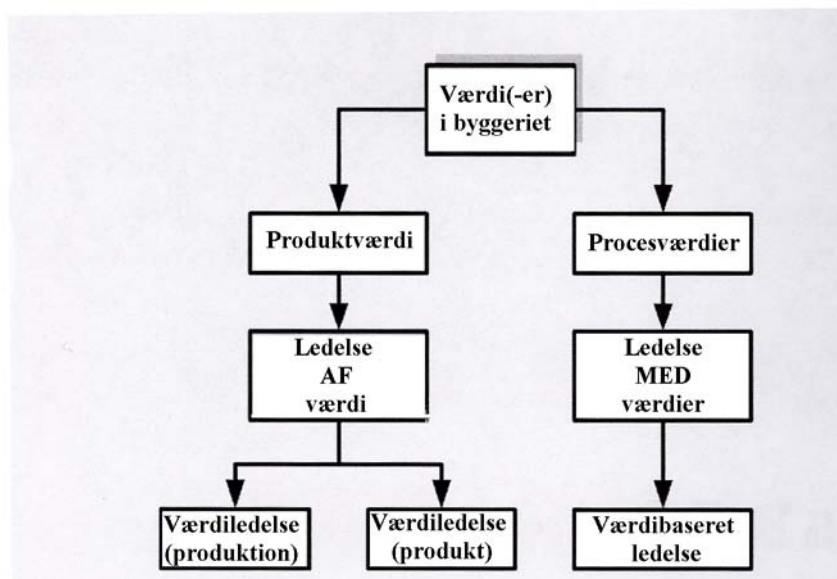 Værdi(-er)
i byggeriet
Produktværdi
Procesværdier
Ledelse
AF
værdi
Ledelse
MED
værdier
Værdiledelse
(produktion)
Værdiledelse
(produkt)
Værdibaseret
ledelse